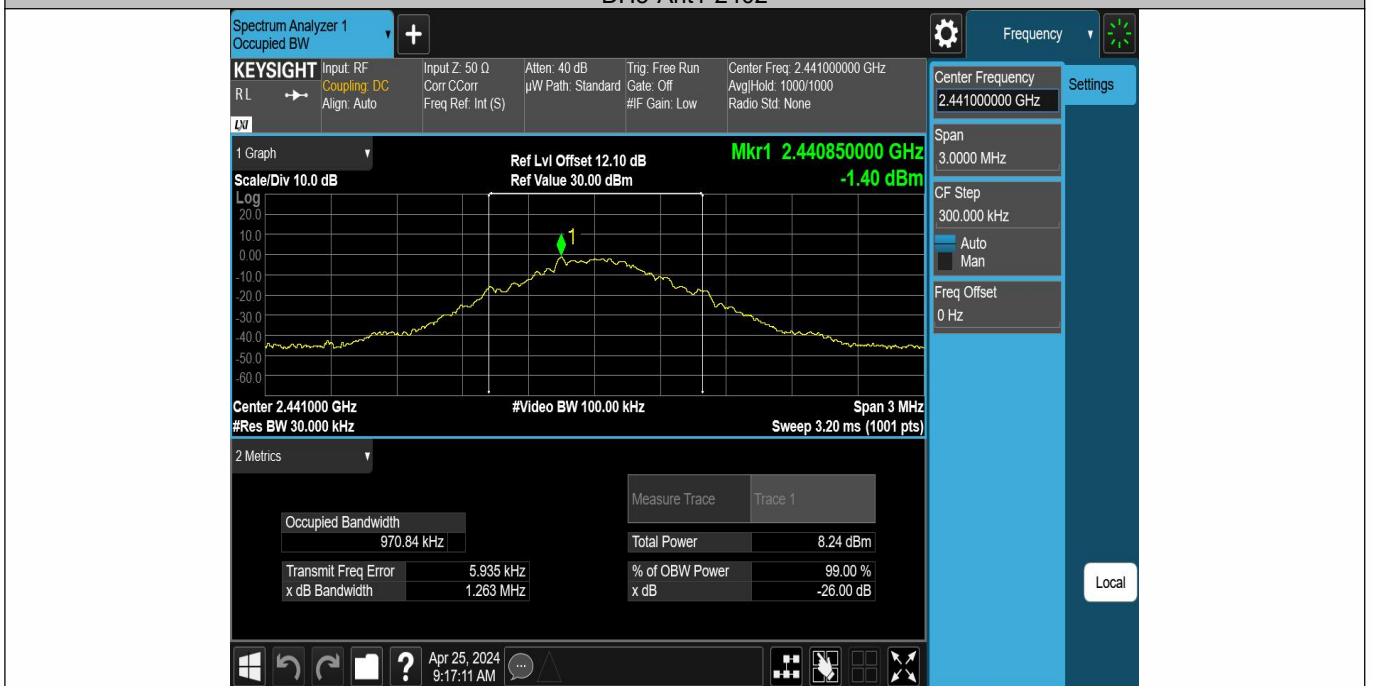 Spectrum Analyzer 1
Occupied BW
Frequency
KEYSIGHT
RL
LXI
Input: RF
Coupling: DC
Align: Auto
Input Z: 50 Ω
Corr CCorr
Freq Ref: Int (S)
Atten: 40 dB
µW Path: Standard
Trig: Free Run
Gate: Off
#IF Gain: Low
Center Freq: 2.441000000 GHz
Avg|Hold: 1000/1000
Radio Std: None
Center Frequency
2.441000000 GHz
Settings
Span
3.0000 MHz
CF Step
300.000 kHz
Auto
Man
Freq Offset
0 Hz
Local
1 Graph
Scale/Div 10.0 dB
Ref Lvl Offset 12.10 dB
Ref Value 30.00 dBm
Mkr1 2.440850000 GHz
-1.40 dBm
Log
20.0
10.0
0.00
-10.0
-20.0
-30.0
-40.0
-50.0
-60.0
1
Center 2.441000 GHz
#Video BW 100.00 kHz
Span 3 MHz
#Res BW 30.000 kHz
Sweep 3.20 ms (1001 pts)
2 Metrics
Measure Trace
Trace 1
Occupied Bandwidth
970.84 kHz
Total Power
8.24 dBm
Transmit Freq Error
5.935 kHz
% of OBW Power
99.00 %
x dB Bandwidth
1.263 MHz
x dB
-26.00 dB
?
Apr 25, 2024
9:17:11 AM